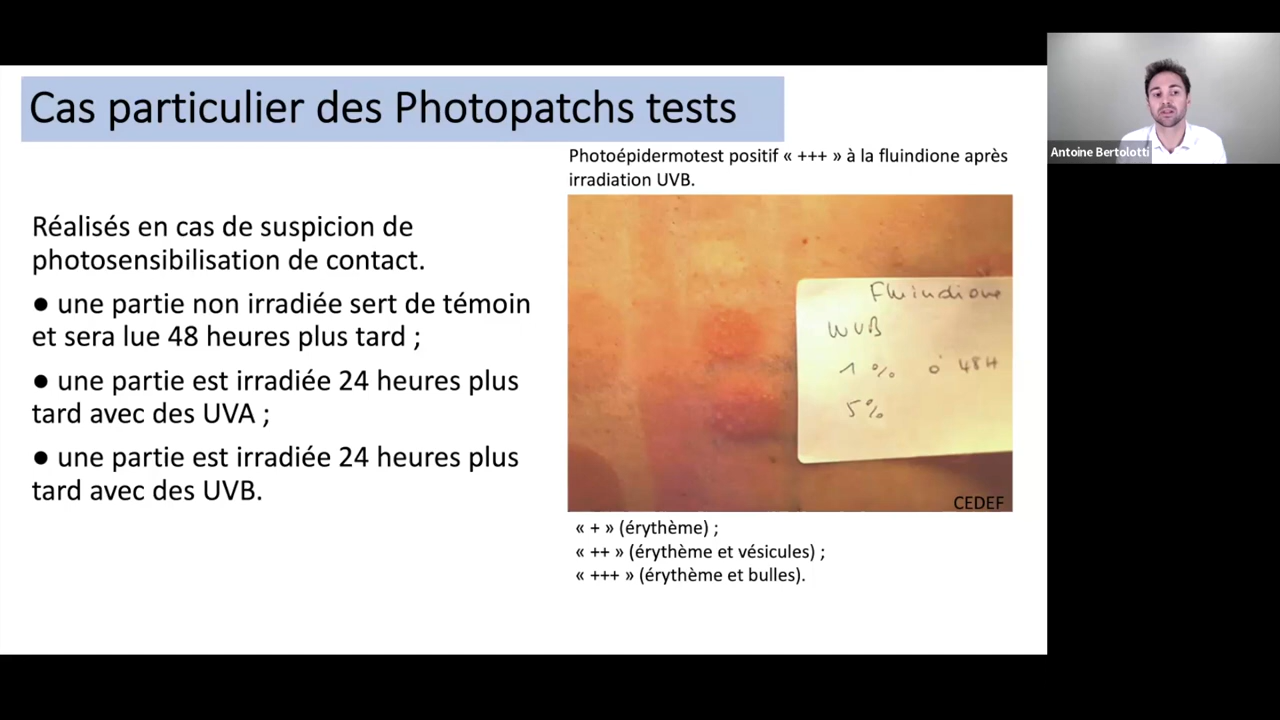 Cas particulier des Photopatchs tests
Réalisés en cas de suspicion de
photosensibilisation de contact.
● une partie non irradiée sert de témoin
et sera lue 48 heures plus tard ;
● une partie est irradiée 24 heures plus
tard avec des UVA ;
● une partie est irradiée 24 heures plus
tard avec des UVB.
Photoépidermotest positif « +++ » à la fluindione après
irradiation UVB.
Fluindione
UVB
1 % 48H
5%
CEDEF
« + » (érythème) ;
« ++ » (érythème et vésicules) ;
« +++ » (érythème et bulles).
Antoine Bertolotti